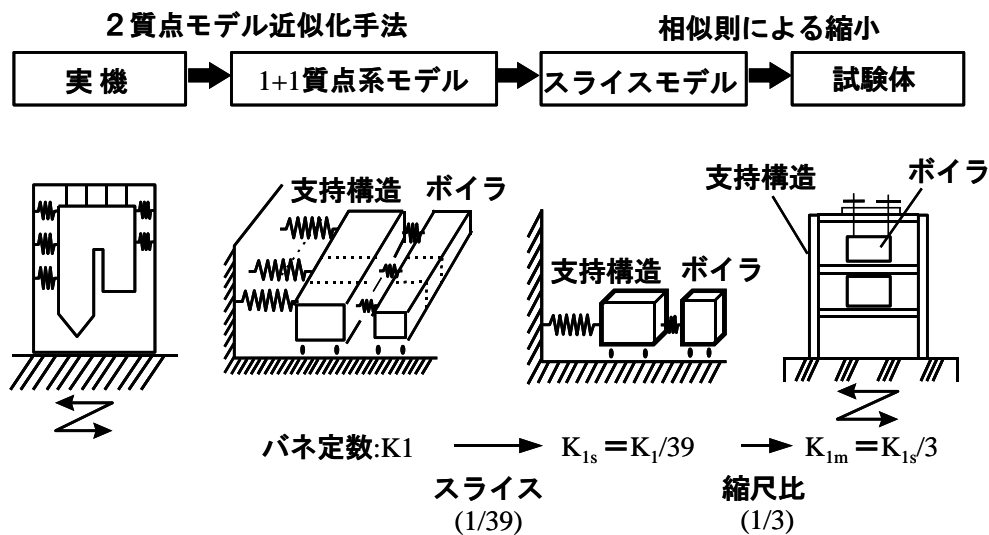 2質点モデル近似化手法
相似則による縮小
実 機
1+1質点系モデル
スライスモデル
試験体
支持構造
ボイラ
支持構造
ボイラ
支持構造
ボイラ
バネ定数:K1
K1s=K1/39
K1m=K1s/3
スライス
(1/39)
縮尺比
(1/3)